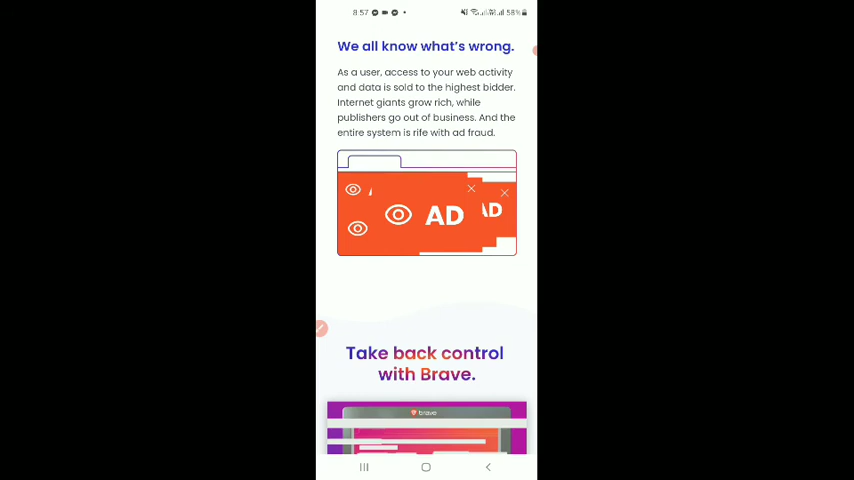 8:57 58%
We all know what's wrong.
As a user, access to your web activity
and data is sold to the highest bidder.
Internet giants grow rich, while
publishers go out of business. And the
entire system is rife with ad fraud.
AD AD
Take back control
with Brave.
brave